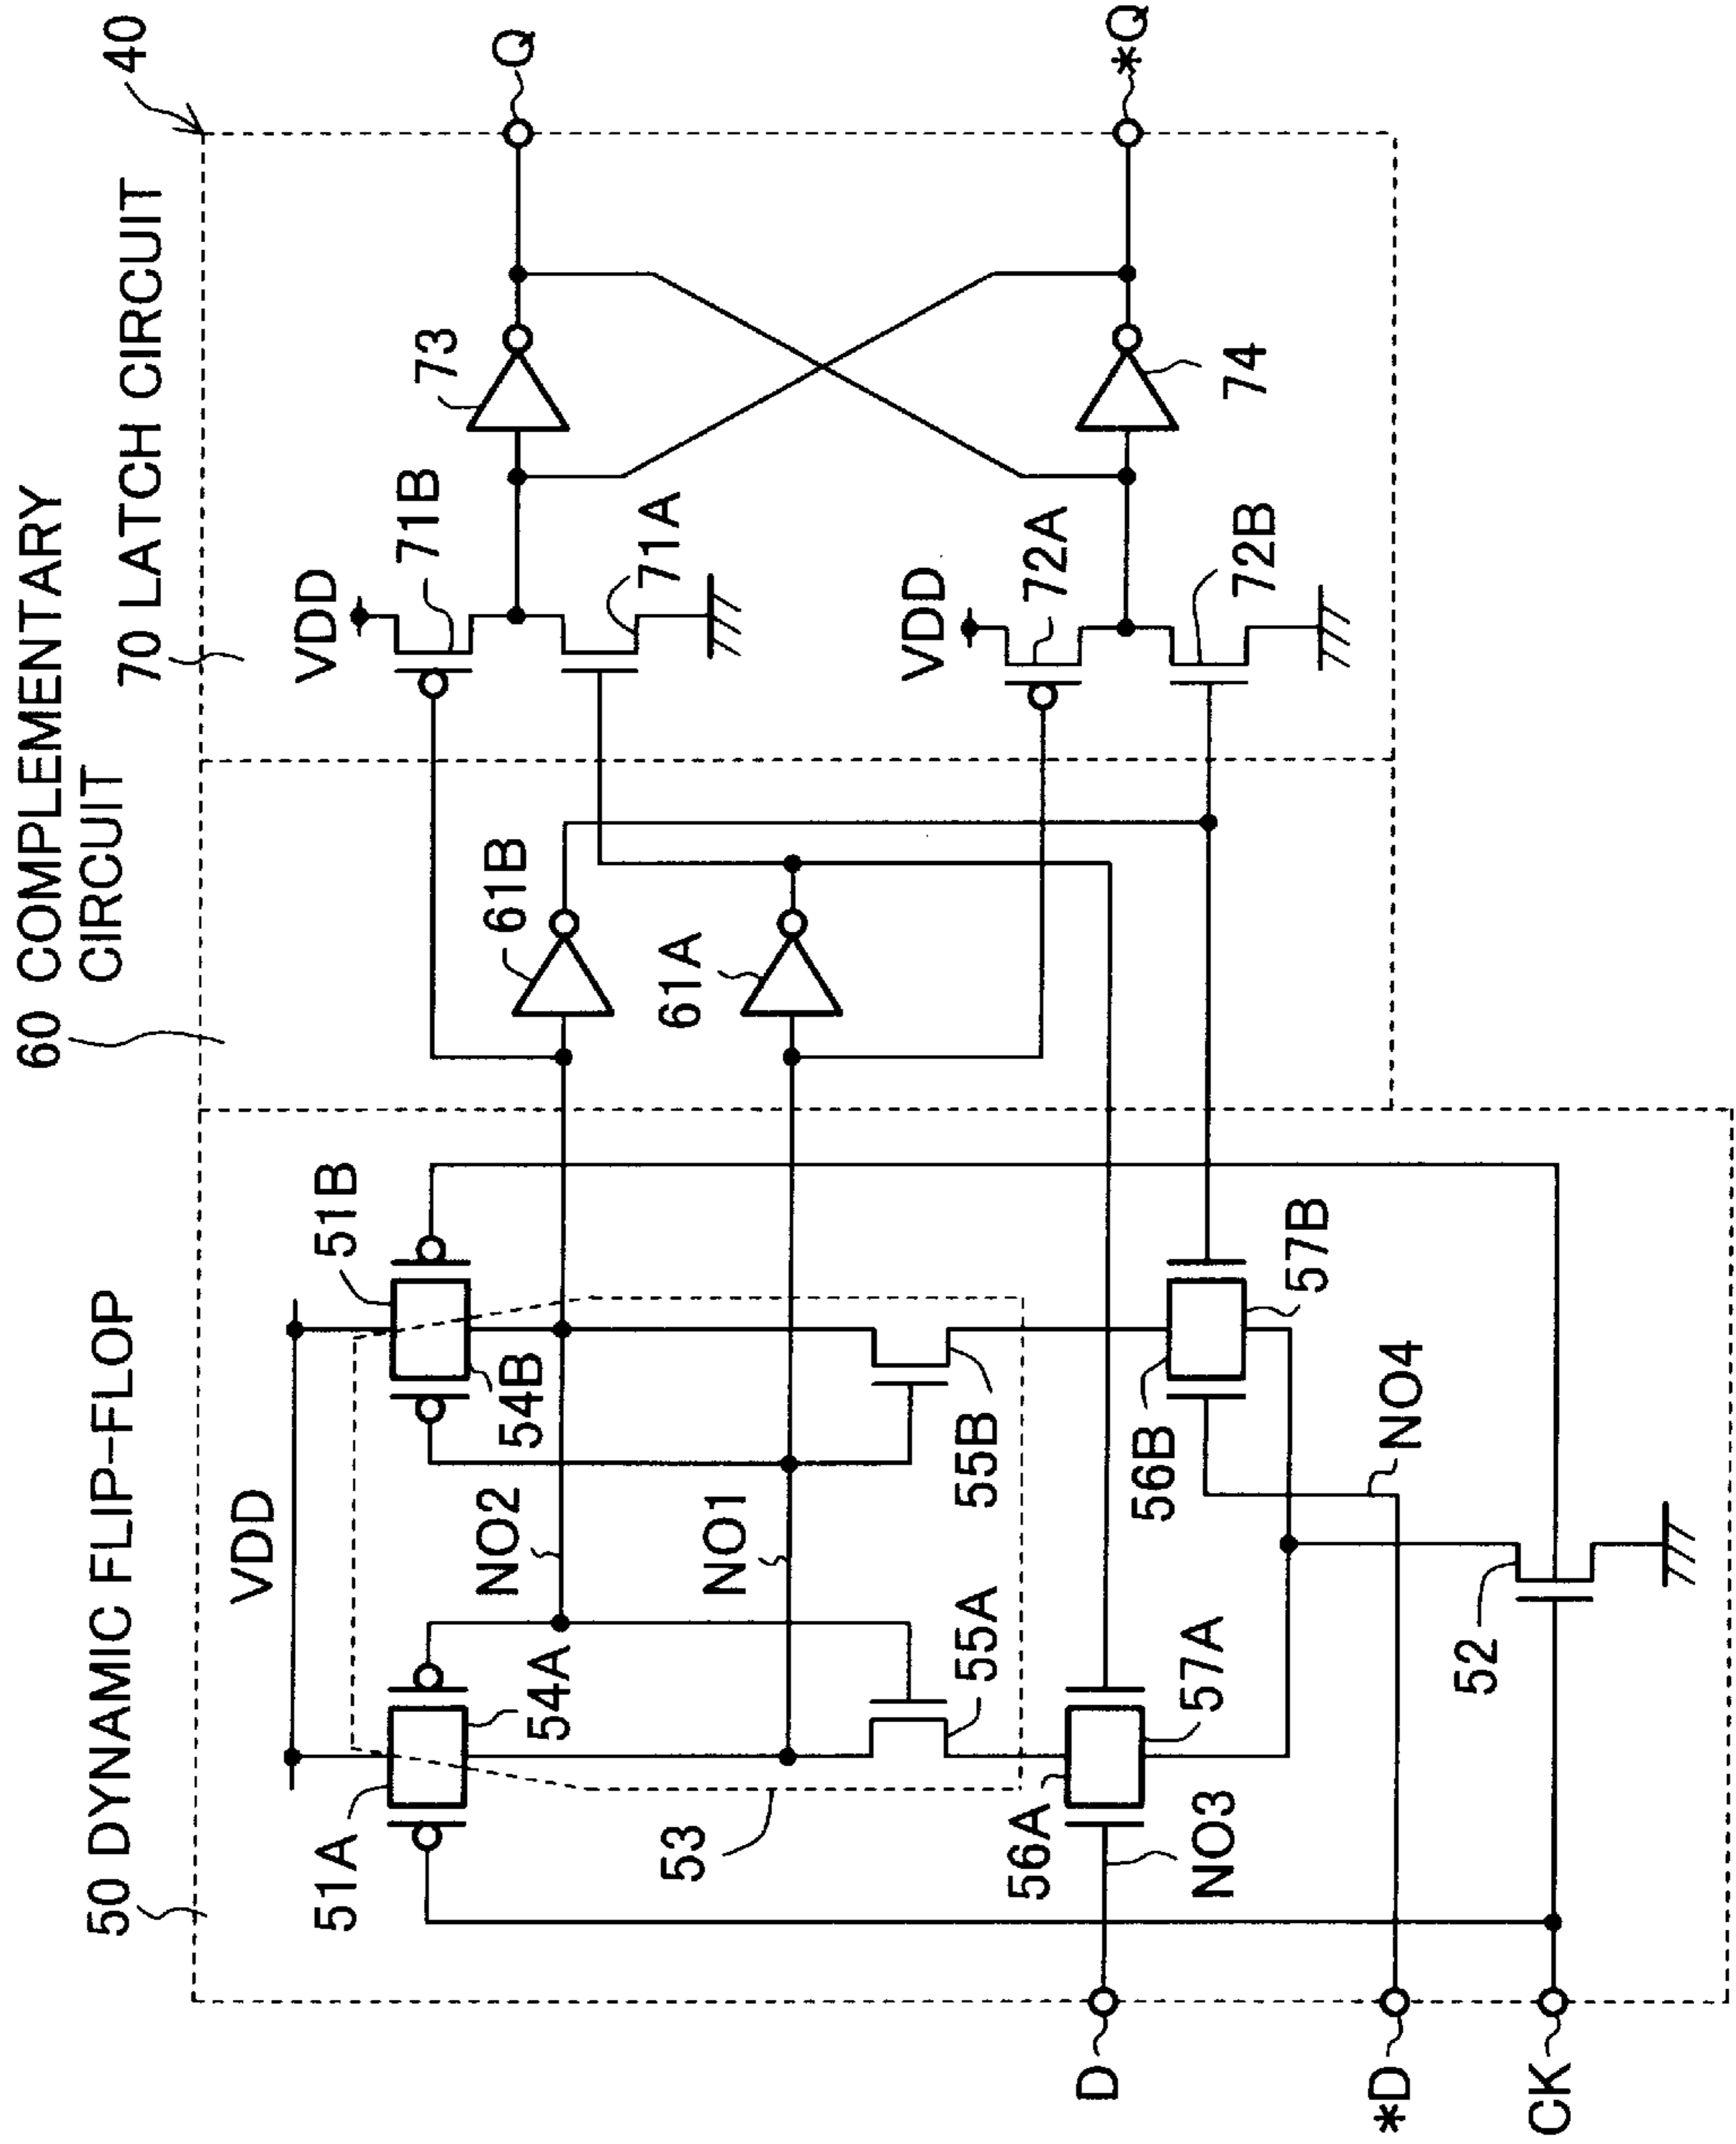 60 COMPLEMENTARY
CIRCUIT
50 DYNAMIC FLIP-FLOP
70 LATCH CIRCUIT
40
VDD
51A
51B
54A
54B
NO2
NO1
53
55A
55B
56A
57A
56B
57B
NO3
NO4
52
D
*D
CK
61B
61A
VDD
71B
71A
VDD
72A
72B
73
74
Q
*Q